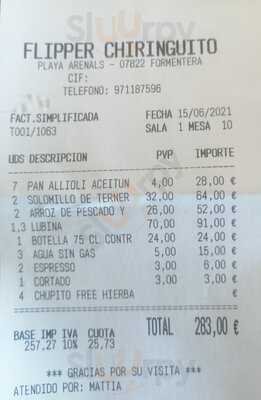 FLIPPER CHIRINGUITO
PLAYA ARENALS - 07822 FORMENTERA
CIF:
TELEFONO: 971187596
FACT.SIMPLIFICADA FECHA 15/06/2021
T001/1063 SALA 1 MESA 10
UDS DESCRIPCION PVP IMPORTE
7 PAN ALLIOLI ACEITUN 4,00 28,00 €
2 SOLOMILLO DE TERNER 32,00 64,00 €
2 ARROZ DE PESCADO Y 26,00 52,00 €
1,3 LUBINA 70,00 91,00 €
1 BOTELLA 75 CL CONTR 24,00 24,00 €
3 AGUA SIN GAS 5,00 15,00 €
2 ESPRESSO 3,00 6,00 €
1 CORTADO 3,00 3,00 €
4 CHUPITO FREE HIERBA €
BASE IMP IVA CUOTA TOTAL 283,00 €
257,27 10% 25,73
*** GRACIAS POR SU VISITA ***
ATENDIDO POR: MATTIA
slurpy
slurpy
slurpy